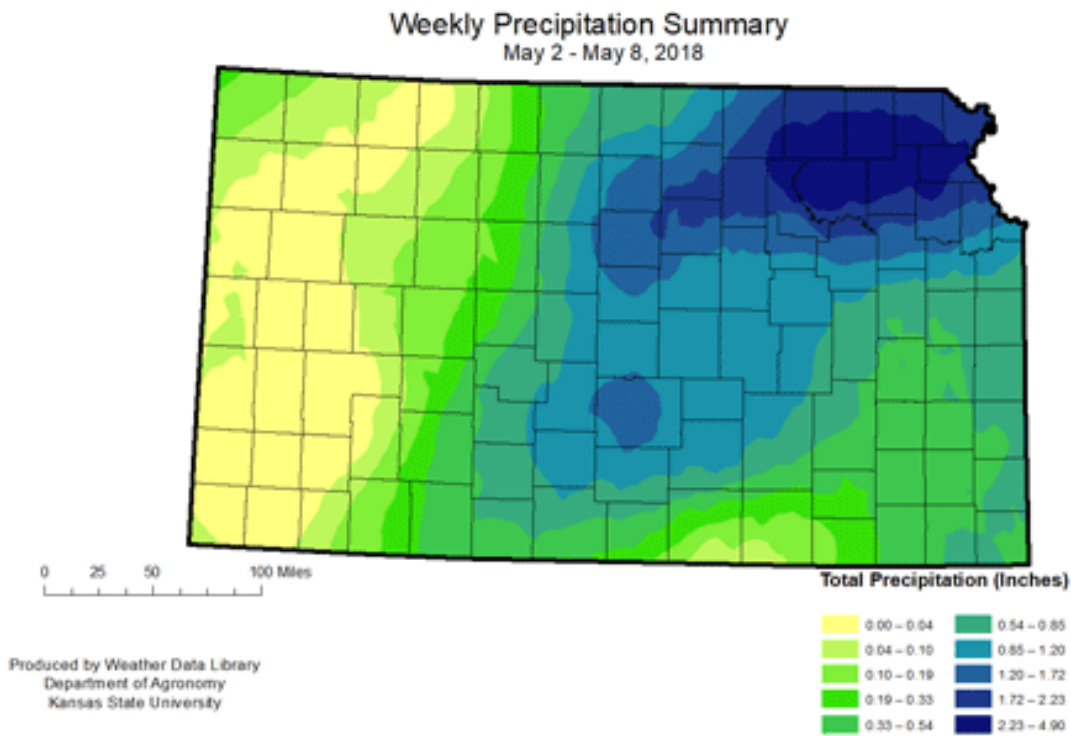 Weekly Precipitation Summary
May 2 - May 8, 2018
0 25 50 100 Miles
Produced by Weather Data Library
Department of Agronomy
Kansas State University
Total Precipitation (Inches)
0.00 – 0.04
0.04 – 0.10
0.10 – 0.19
0.19 – 0.33
0.33 – 0.54
0.54 – 0.85
0.85 – 1.20
1.20 – 1.72
1.72 – 2.23
2.23 – 4.90